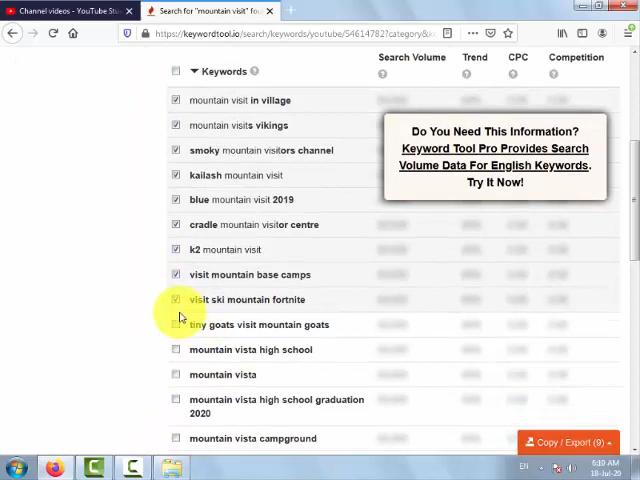 Channel videos - YouTube Stu
Search for "mountain visit" fou
https://keywordtool.io/search/keywords/youtube/54614782?category&k
Keywords
Search Volume
Trend
CPC
Competition
mountain visit in village
mountain visits vikings
smoky mountain visitors channel
kailash mountain visit
blue mountain visit 2019
cradle mountain visitor centre
k2 mountain visit
visit mountain base camps
visit ski mountain fortnite
tiny goats visit mountain goats
mountain vista high school
mountain vista
mountain vista high school graduation
2020
mountain vista campground
Do You Need This Information?
Keyword Tool Pro Provides Search
Volume Data For English Keywords.
Try It Now!
Copy / Export (9)
EN
18-Jul-20